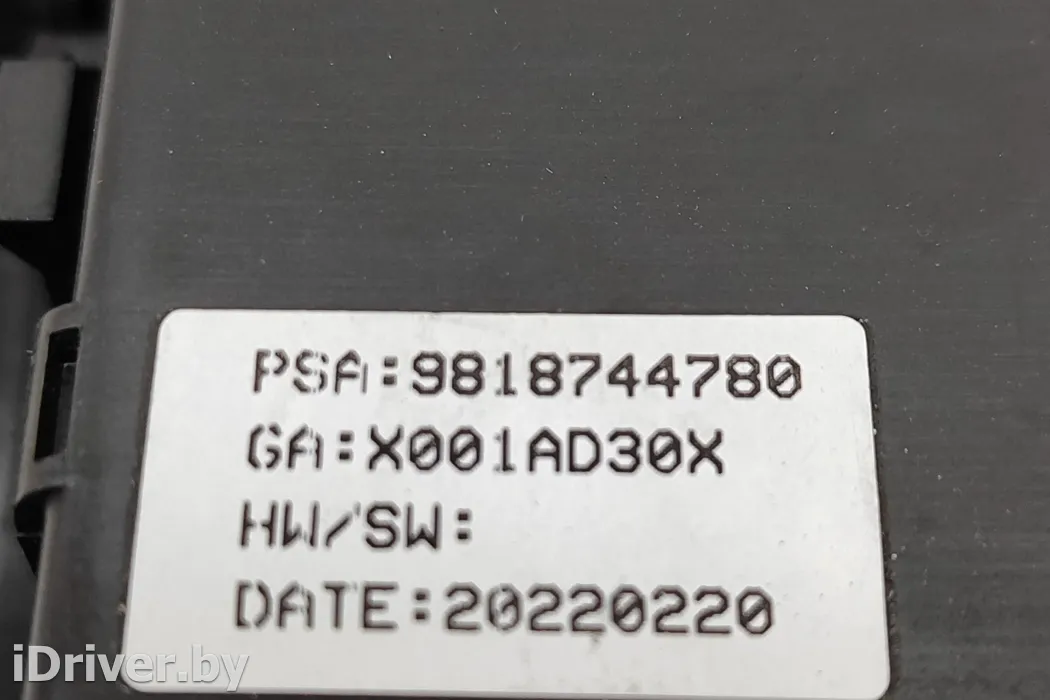 PSA:9818744780
GA:X001AD30X
HW/SW:
DATE:20220220
iDriver.by